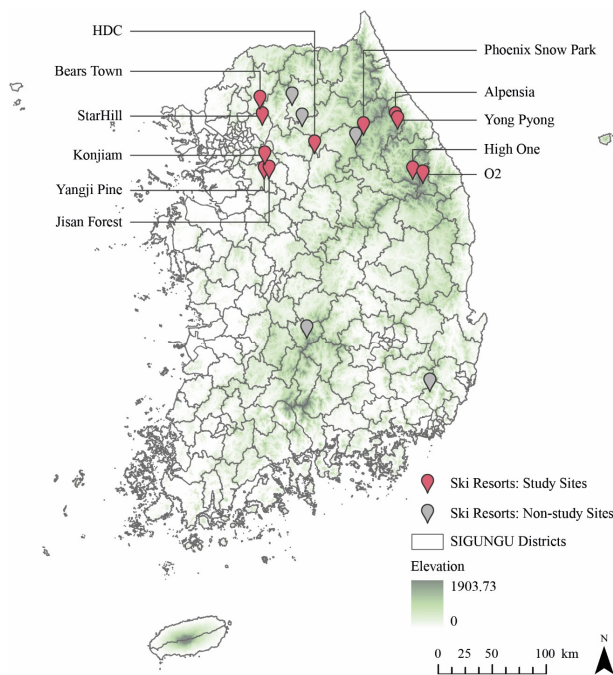 HDC
Phoenix Snow Park
Bears Town
Alpensia
StarHill
Yong Pyong
Konjiam
High One
Yangji Pine
O2
Jisan Forest
Ski Resorts: Study Sites
Ski Resorts: Non-study Sites
SIGUNGU Districts
Elevation
1903.73
0
N
0 25 50 100 km